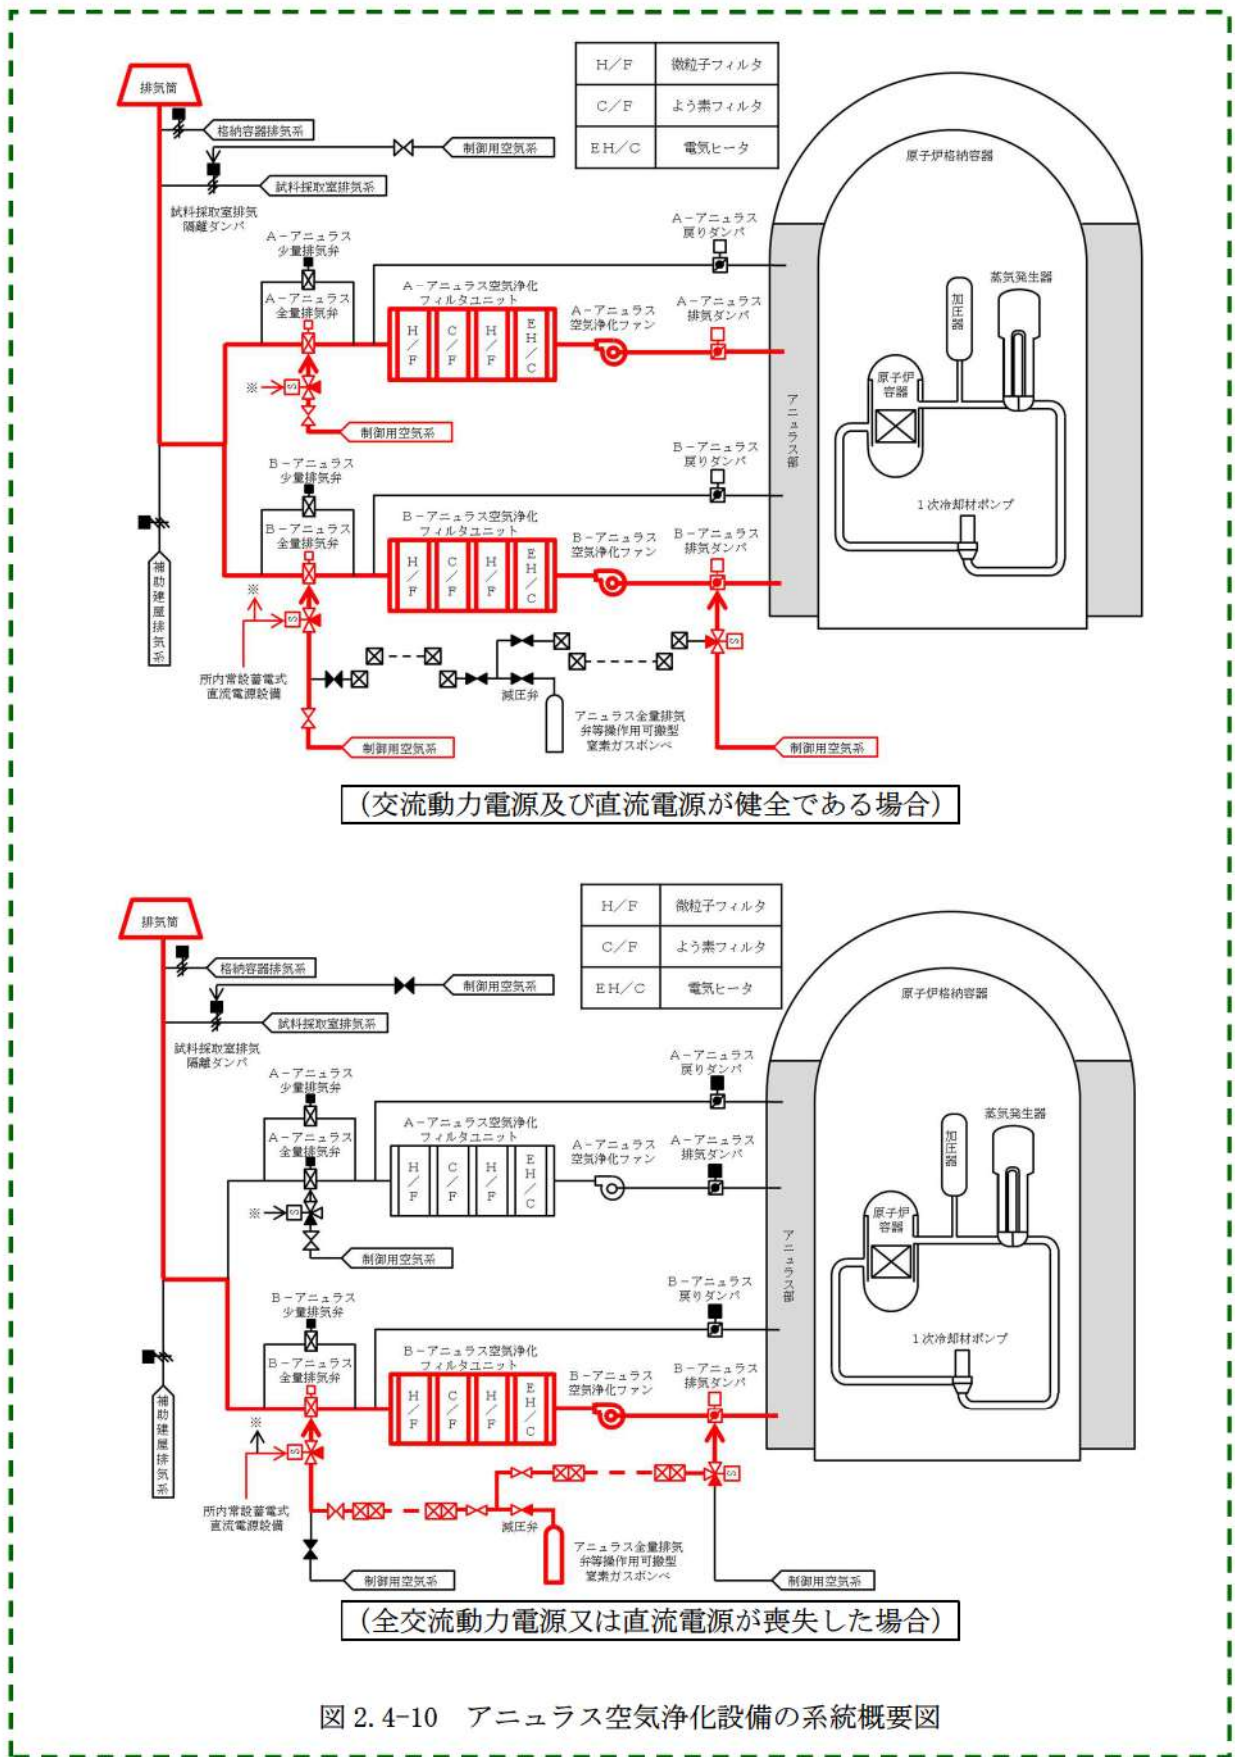 H/F 微粒子フィルタ
C/F よう素フィルタ
EH/C 電気ヒータ
排気筒
格納容器排気系
制御用空気系
試料採取室排気系
試料採取室排気
隔離ダンパ
原子炉格納容器
A-アニュラス
戻りダンパ
A-アニュラス
少量排気弁
A-アニュラス
全量排気弁
A-アニュラス空気浄化
フィルタユニット
H/F
C/F
H/F
EH/C
A-アニュラス
空気浄化ファン
A-アニュラス
排気ダンパ
加圧器
蒸気発生器
原子炉
容器
アニュラス部
※
S
制御用空気系
B-アニュラス
少量排気弁
B-アニュラス
全量排気弁
B-アニュラス空気浄化
フィルタユニット
H/F
C/F
H/F
EH/C
B-アニュラス
戻りダンパ
B-アニュラス
空気浄化ファン
B-アニュラス
排気ダンパ
1次冷却材ポンプ
補助建屋排気系
※
S
所内常設蓄電式
直流電源設備
減圧弁
S
アニュラス全量排気
弁等操作用可搬型
窒素ガスボンベ
制御用空気系
制御用空気系
(交流動力電源及び直流電源が健全である場合)
H/F 微粒子フィルタ
C/F よう素フィルタ
EH/C 電気ヒータ
排気筒
格納容器排気系
制御用空気系
試料採取室排気系
試料採取室排気
隔離ダンパ
原子炉格納容器
A-アニュラス
戻りダンパ
A-アニュラス
少量排気弁
A-アニュラス
全量排気弁
A-アニュラス空気浄化
フィルタユニット
H/F
C/F
H/F
EH/C
A-アニュラス
空気浄化ファン
A-アニュラス
排気ダンパ
加圧器
蒸気発生器
原子炉
容器
アニュラス部
※
S
制御用空気系
B-アニュラス
少量排気弁
B-アニュラス
全量排気弁
B-アニュラス空気浄化
フィルタユニット
H/F
C/F
H/F
EH/C
B-アニュラス
戻りダンパ
B-アニュラス
空気浄化ファン
B-アニュラス
排気ダンパ
1次冷却材ポンプ
補助建屋排気系
※
S
所内常設蓄電式
直流電源設備
減圧弁
S
アニュラス全量排気
弁等操作用可搬型
窒素ガスボンベ
制御用空気系
制御用空気系
(全交流動力電源又は直流電源が喪失した場合)
図 2.4-10 アニュラス空気浄化設備の系統概要図